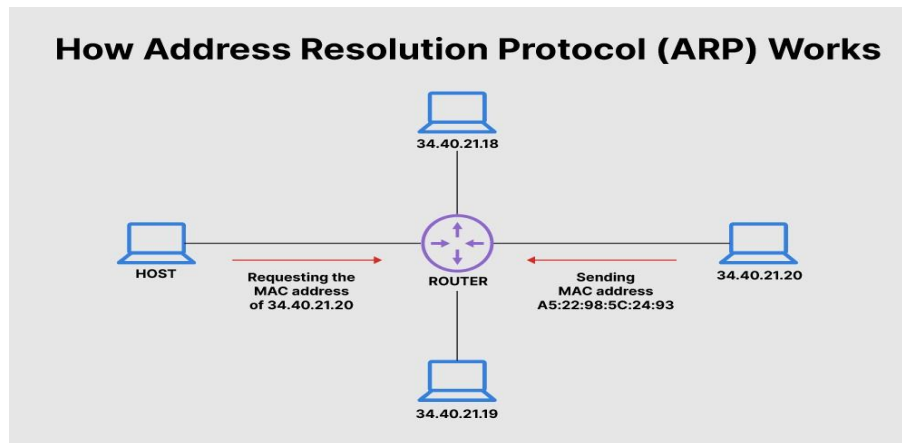 How Address Resolution Protocol (ARP) Works
34.40.21.18
HOST
Requesting the
MAC address
of 34.40.21.20
ROUTER
Sending
MAC address
A5:22:98:5C:24:93
34.40.21.20
34.40.21.19